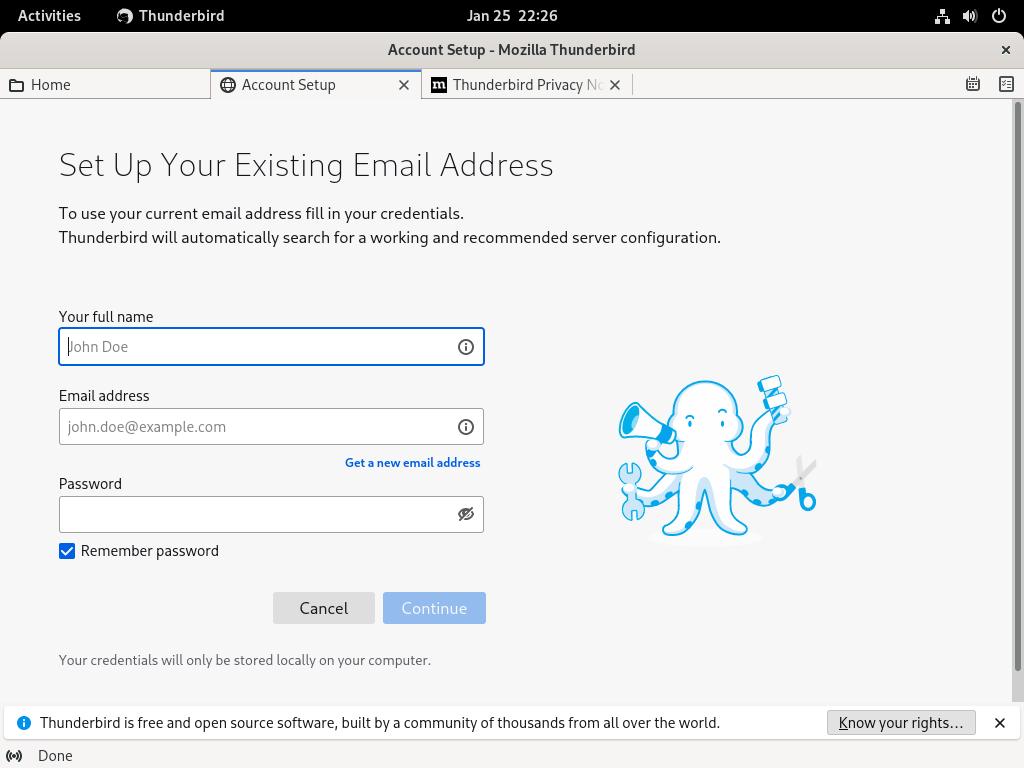 Activities
Thunderbird
Jan 25 22:26
Account Setup - Mozilla Thunderbird
Home
Account Setup
Thunderbird Privacy No
Set Up Your Existing Email Address
To use your current email address fill in your credentials.
Thunderbird will automatically search for a working and recommended server configuration.
Your full name
John Doe
Email address
john.doe@example.com
Get a new email address
Password
Remember password
Cancel
Continue
Your credentials will only be stored locally on your computer.
Thunderbird is free and open source software, built by a community of thousands from all over the world.
Know your rights…
Done